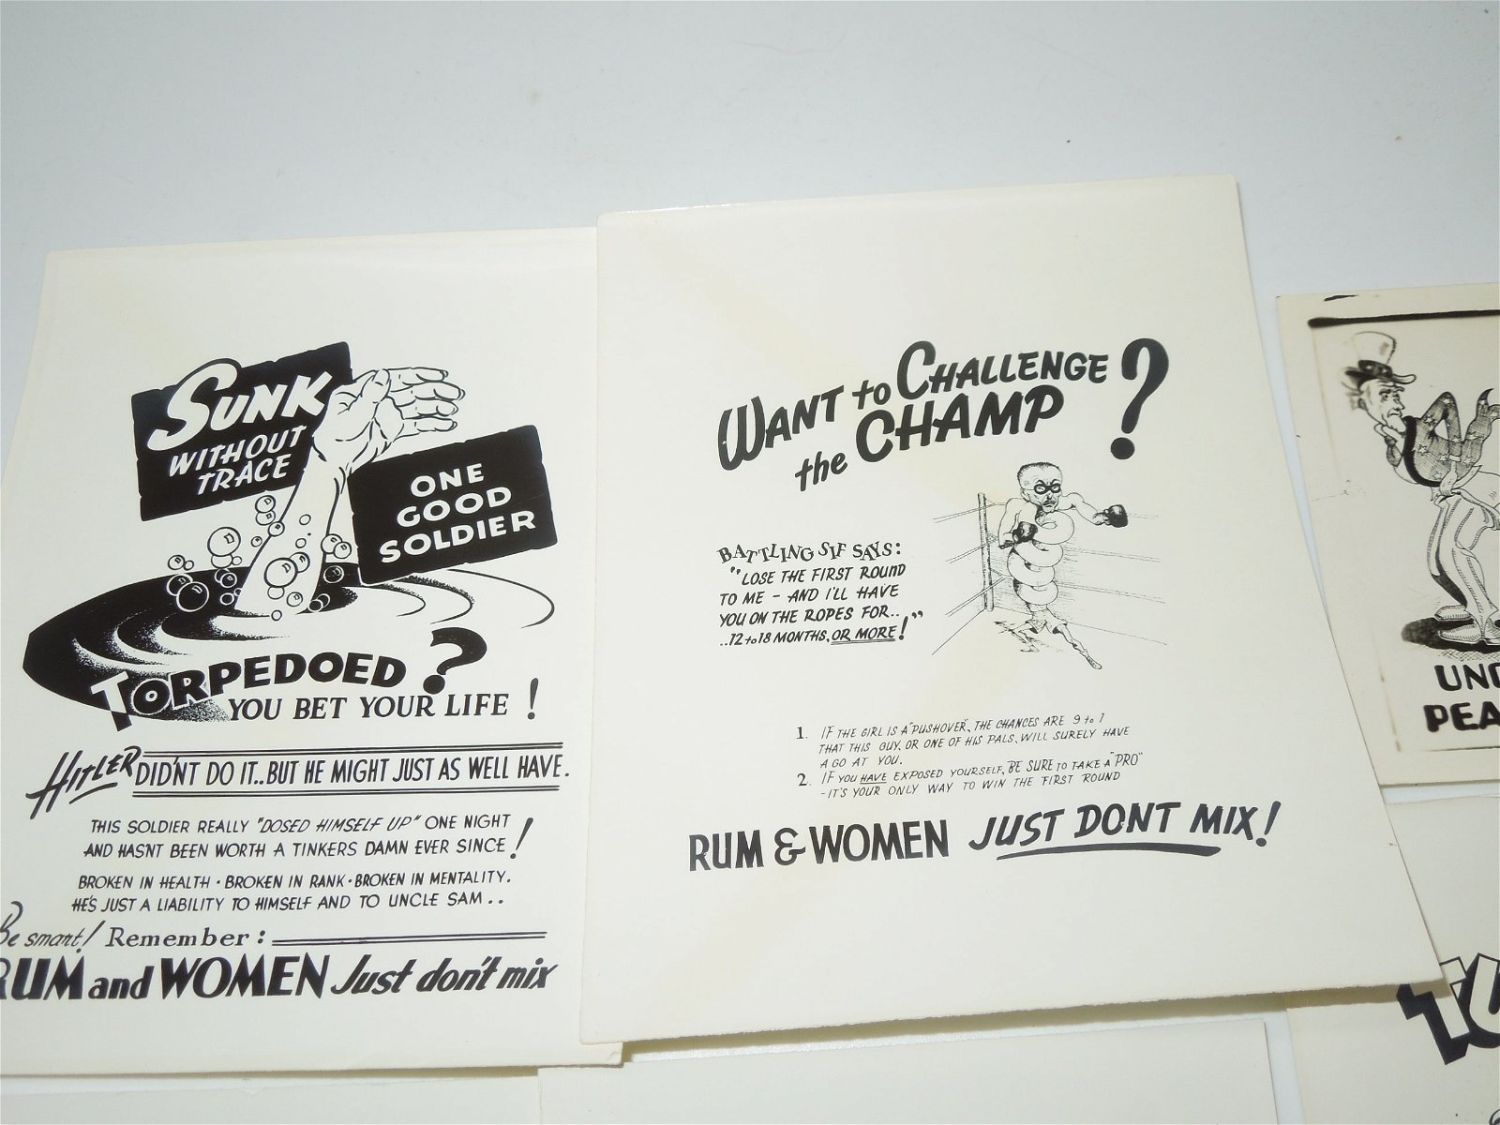 SUNK
WITHOUT
TRACE
ONE
GOOD
SOLDIER
TORPEDOED?
YOU BET YOUR LIFE!
HITLER DIDN'T DO IT..BUT HE MIGHT JUST AS WELL HAVE.
THIS SOLDIER REALLY "DOSED HIMSELF UP" ONE NIGHT
AND HASNT BEEN WORTH A TINKERS DAMN EVER SINCE!
BROKEN IN HEALTH · BROKEN IN RANK · BROKEN IN MENTALITY.
HE'S JUST A LIABILITY TO HIMSELF AND TO UNCLE SAM . .
Be smart! Remember:
RUM and WOMEN Just don't mix
WANT to CHALLENGE
the CHAMP?
BATTLING SIF SAYS:
"LOSE THE FIRST ROUND
TO ME - AND I'LL HAVE
YOU ON THE ROPES FOR..
..12 to 18 MONTHS, OR MORE!"
1. IF THE GIRL IS A "PUSHOVER", THE CHANCES ARE 9 to 1
THAT THIS GUY, OR ONE OF HIS PALS, WILL SURELY HAVE
A GO AT YOU.
2. IF YOU HAVE EXPOSED YOURSELF, BE SURE TO TAKE A "PRO"
- IT'S YOUR ONLY WAY TO WIN THE FIRST ROUND
RUM & WOMEN JUST DON'T MIX!
UN
PEA
TU